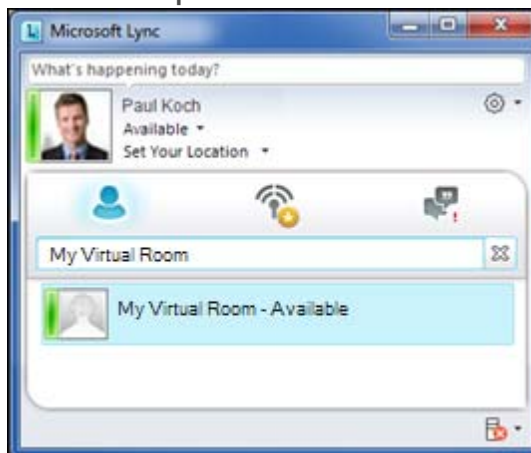 Microsoft Lync
What's happening today?
Paul Koch
Available
Set Your Location
My Virtual Room
My Virtual Room - Available